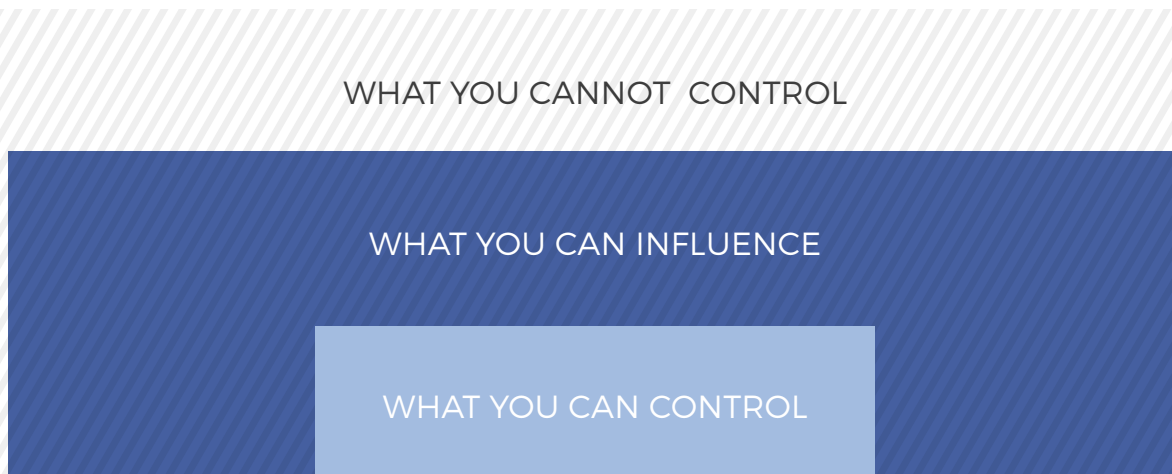 WHAT YOU CANNOT CONTROL
WHAT YOU CAN INFLUENCE
WHAT YOU CAN CONTROL